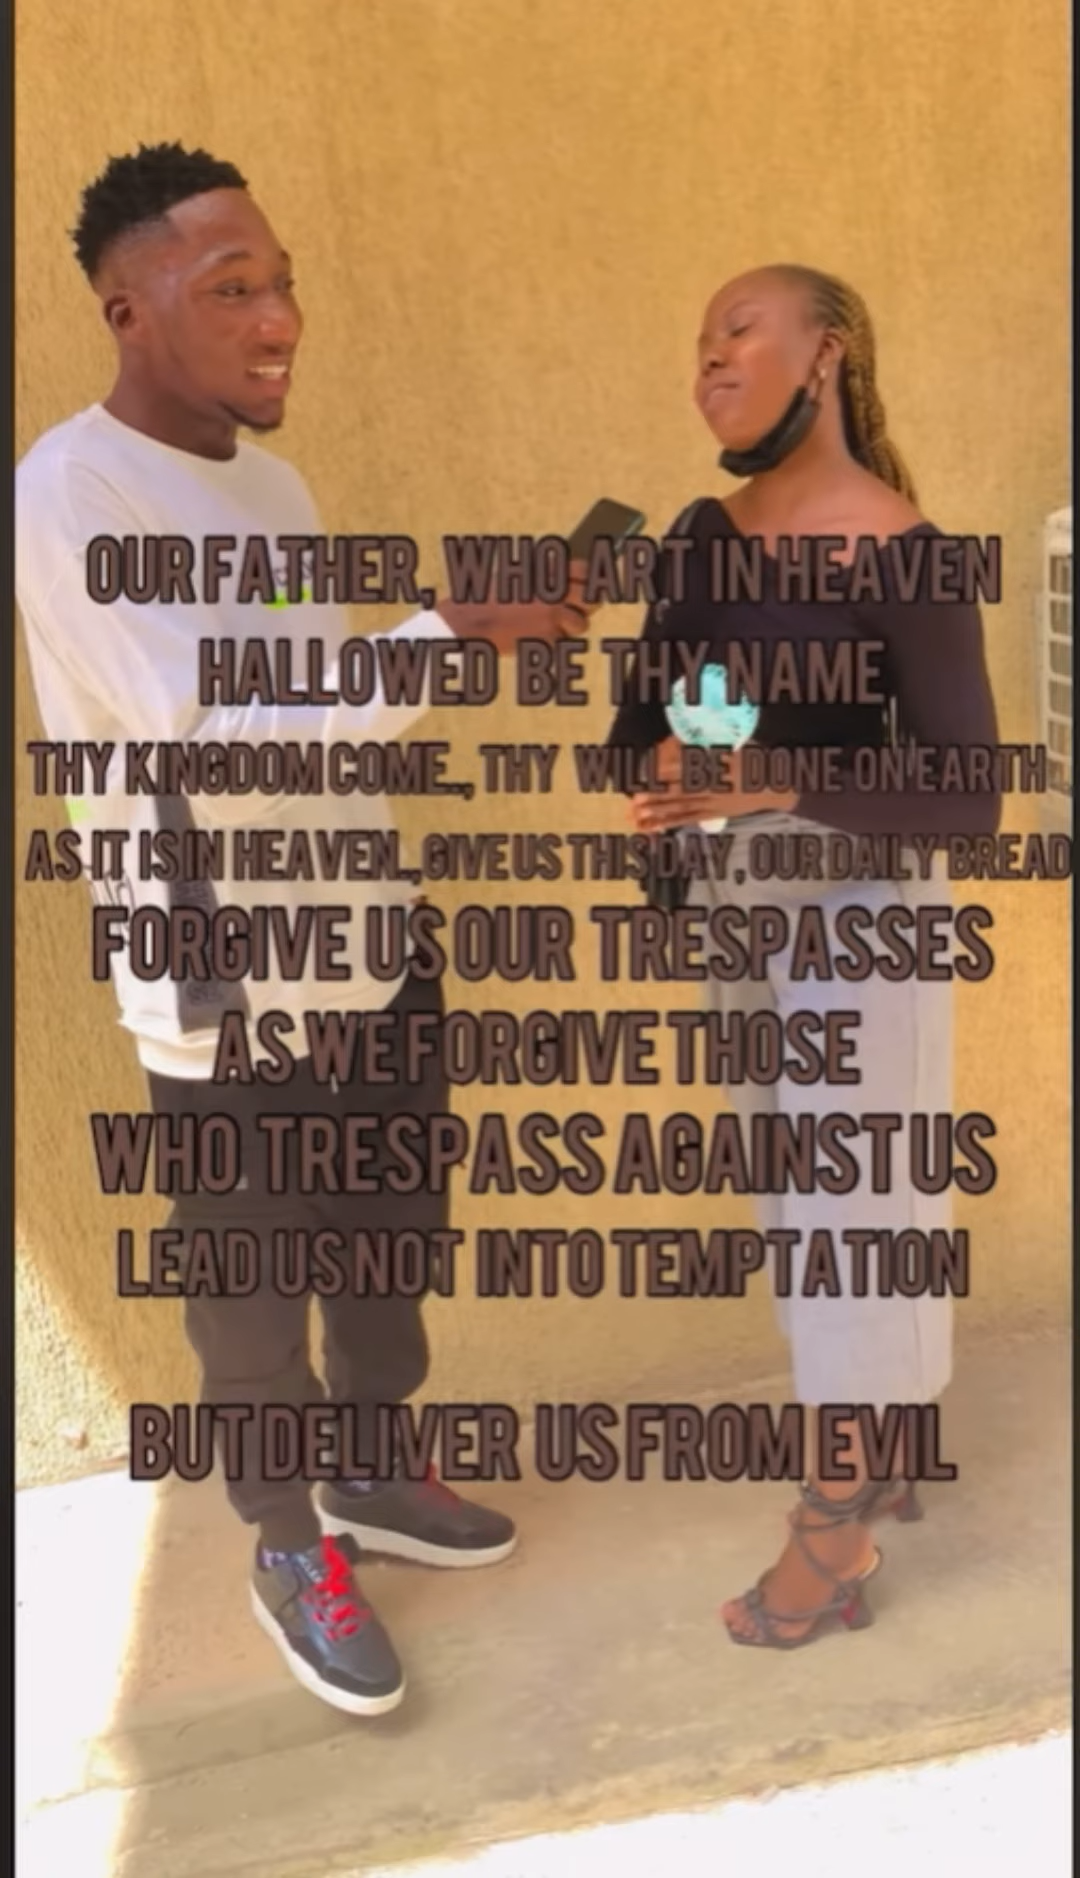 OUR FATHER, WHO ART IN HEAVEN
HALLOWED BE THY NAME
THY KINGDOM COME., THY WILL BE DONE ON EARTH
AS IT IS IN HEAVEN.,GIVE US THIS DAY, OUR DAILY BREAD
FORGIVE US OUR TRESPASSES
AS WE FORGIVE THOSE
WHO TRESPASS AGAINST US
LEAD US NOT INTO TEMPTATION
BUT DELIVER US FROM EVIL